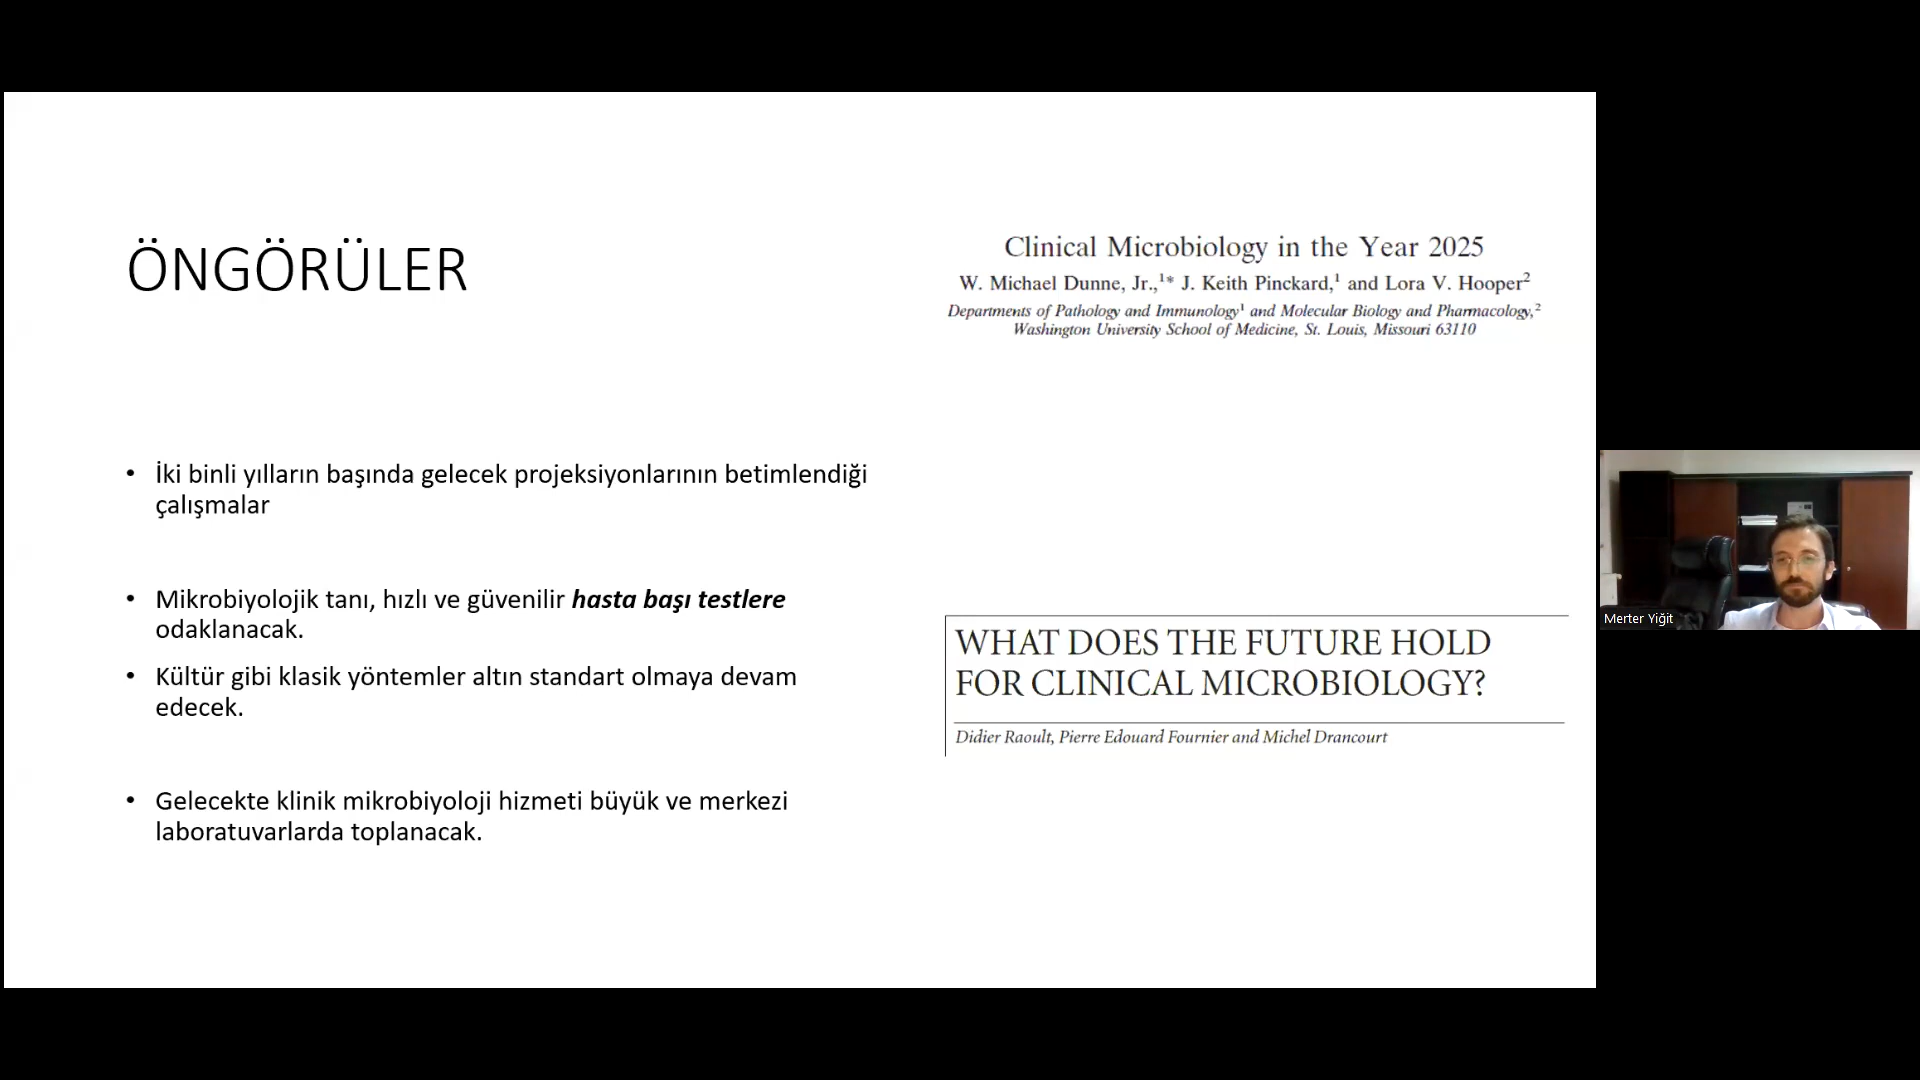 ÖNGÖRÜLER
• İki binli yılların başında gelecek projeksiyonlarının betimlendiği
çalışmalar
• Mikrobiyolojik tanı, hızlı ve güvenilir hasta başı testlere
odaklanacak.
• Kültür gibi klasik yöntemler altın standart olmaya devam
edecek.
• Gelecekte klinik mikrobiyoloji hizmeti büyük ve merkezi
laboratuvarlarda toplanacak.
Clinical Microbiology in the Year 2025
W. Michael Dunne, Jr.,¹* J. Keith Pinckard,¹ and Lora V. Hooper²
Departments of Pathology and Immunology¹ and Molecular Biology and Pharmacology,²
Washington University School of Medicine, St. Louis, Missouri 63110
WHAT DOES THE FUTURE HOLD
FOR CLINICAL MICROBIOLOGY?
Didier Raoult, Pierre Edouard Fournier and Michel Drancourt
Merter Yiğit